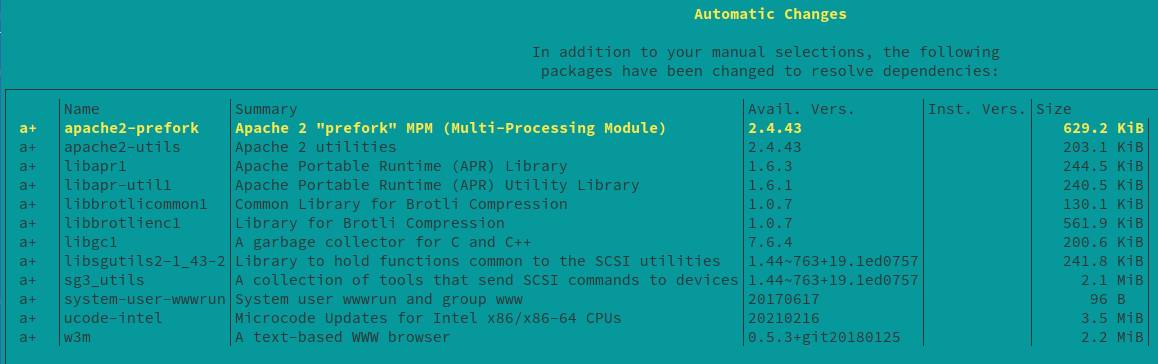 Automatic Changes
In addition to your manual selections, the following
packages have been changed to resolve dependencies:
Name Summary Avail. Vers. Inst. Vers. Size
a+ apache2-prefork Apache 2 "prefork" MPM (Multi-Processing Module) 2.4.43 629.2 KiB
a+ apache2-utils Apache 2 utilities 2.4.43 203.1 KiB
a+ libapr1 Apache Portable Runtime (APR) Library 1.6.3 244.5 KiB
a+ libapr-util1 Apache Portable Runtime (APR) Utility Library 1.6.1 240.5 KiB
a+ libbrotlicommon1 Common Library for Brotli Compression 1.0.7 130.1 KiB
a+ libbrotlienc1 Library for Brotli Compression 1.0.7 561.9 KiB
a+ libgc1 A garbage collector for C and C++ 7.6.4 200.6 KiB
a+ libsgutils2-1_43-2 Library to hold functions common to the SCSI utilities 1.44~763+19.1ed0757 241.8 KiB
a+ sg3_utils A collection of tools that send SCSI commands to devices 1.44~763+19.1ed0757 2.1 MiB
a+ system-user-wwwrun System user wwwrun and group www 20170617 96 B
a+ ucode-intel Microcode Updates for Intel x86/x86-64 CPUs 20210216 3.5 MiB
a+ w3m A text-based WWW browser 0.5.3+git20180125 2.2 MiB